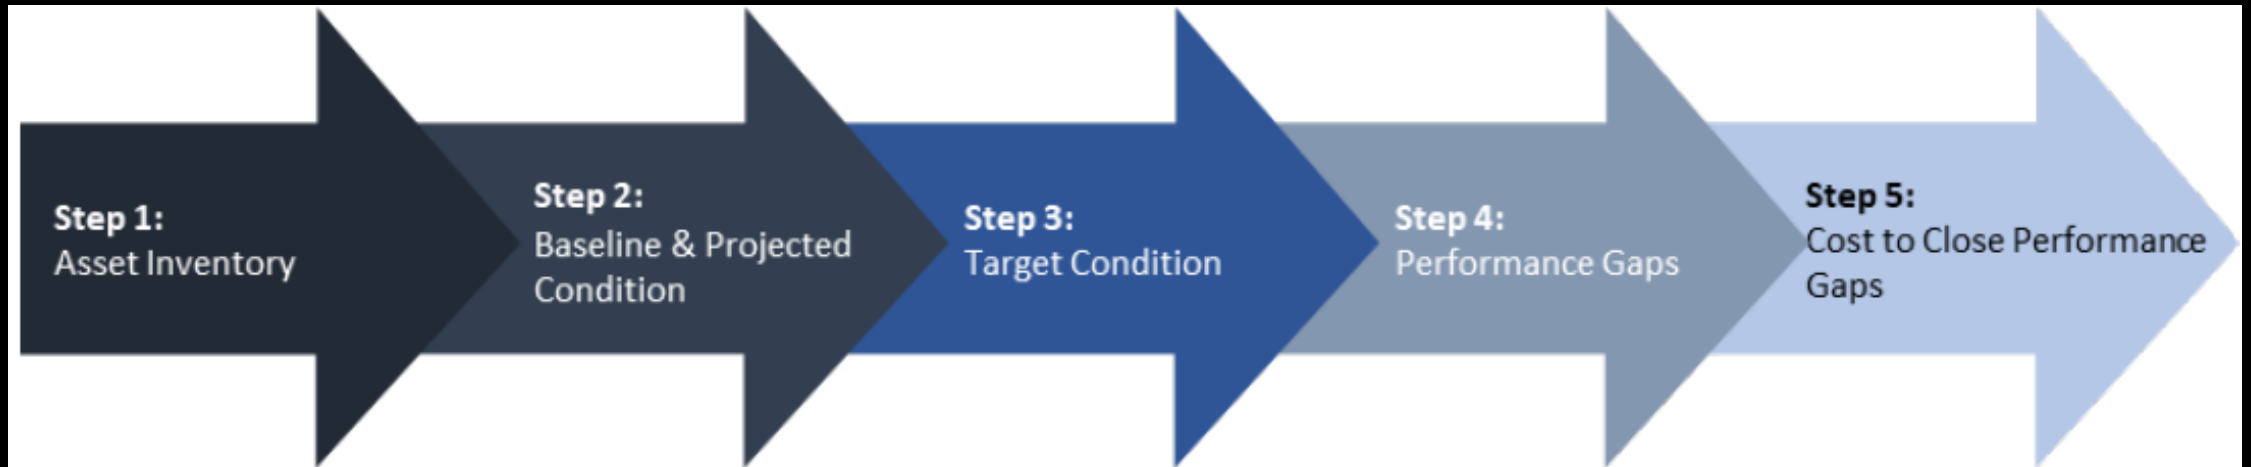 Step 1:
Asset Inventory
Step 2:
Baseline & Projected
Condition
Step 3:
Target Condition
Step 4:
Performance Gaps
Step 5:
Cost to Close Performance
Gaps